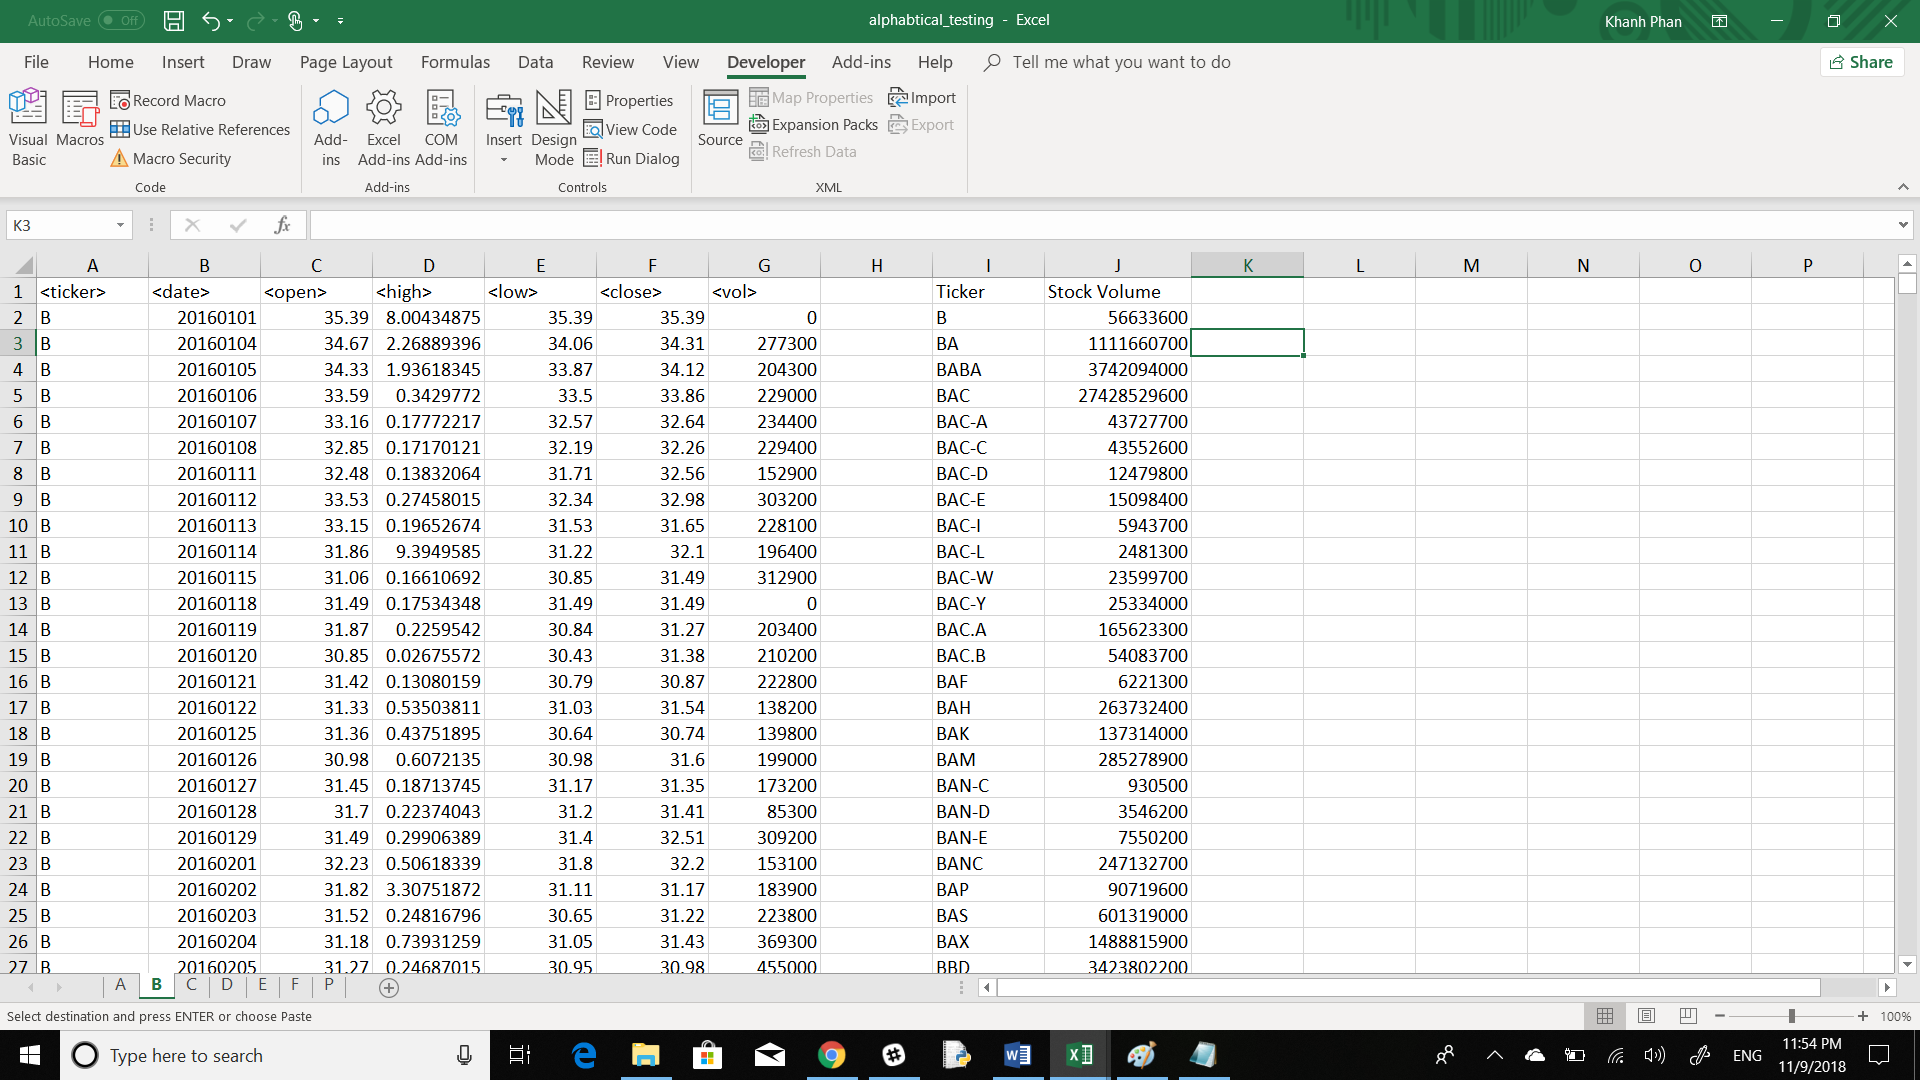 AutoSave Off alphabtical_testing - Excel Khanh Phan
File Home Insert Draw Page Layout Formulas Data Review View Developer Add-ins Help Tell me what you want to do Share
Visual Basic
Macros
Record Macro
Use Relative References
Macro Security
Code
Add-ins
Excel Add-ins
COM Add-ins
Add-ins
Insert
Design Mode
Properties
View Code
Run Dialog
Controls
Source
Map Properties
Expansion Packs
Refresh Data
Import
Export
XML
K3 fx
A B C D E F G H I J K L M N O P
1 <ticker> <date> <open> <high> <low> <close> <vol> Ticker Stock Volume
2 B 20160101 35.39 8.00434875 35.39 35.39 0 B 56633600
3 B 20160104 34.67 2.26889396 34.06 34.31 277300 BA 1111660700
4 B 20160105 34.33 1.93618345 33.87 34.12 204300 BABA 3742094000
5 B 20160106 33.59 0.3429772 33.5 33.86 229000 BAC 27428529600
6 B 20160107 33.16 0.17772217 32.57 32.64 234400 BAC-A 43727700
7 B 20160108 32.85 0.17170121 32.19 32.26 229400 BAC-C 43552600
8 B 20160111 32.48 0.13832064 31.71 32.56 152900 BAC-D 12479800
9 B 20160112 33.53 0.27458015 32.34 32.98 303200 BAC-E 15098400
10 B 20160113 33.15 0.19652674 31.53 31.65 228100 BAC-I 5943700
11 B 20160114 31.86 9.3949585 31.22 32.1 196400 BAC-L 2481300
12 B 20160115 31.06 0.16610692 30.85 31.49 312900 BAC-W 23599700
13 B 20160118 31.49 0.17534348 31.49 31.49 0 BAC-Y 25334000
14 B 20160119 31.87 0.2259542 30.84 31.27 203400 BAC.A 165623300
15 B 20160120 30.85 0.02675572 30.43 31.38 210200 BAC.B 54083700
16 B 20160121 31.42 0.13080159 30.79 30.87 222800 BAF 6221300
17 B 20160122 31.33 0.53503811 31.03 31.54 138200 BAH 263732400
18 B 20160125 31.36 0.43751895 30.64 30.74 139800 BAK 137314000
19 B 20160126 30.98 0.6072135 30.98 31.6 199000 BAM 285278900
20 B 20160127 31.45 0.18713745 31.17 31.35 173200 BAN-C 930500
21 B 20160128 31.7 0.22374043 31.2 31.41 85300 BAN-D 3546200
22 B 20160129 31.49 0.29906389 31.4 32.51 309200 BAN-E 7550200
23 B 20160201 32.23 0.50618339 31.8 32.2 153100 BANC 247132700
24 B 20160202 31.82 3.30751872 31.11 31.17 183900 BAP 90719600
25 B 20160203 31.52 0.24816796 30.65 31.22 223800 BAS 601319000
26 B 20160204 31.18 0.73931259 31.05 31.43 369300 BAX 1488815900
27 B 20160205 31.27 0.24687015 30.95 30.98 455000 BBD 3423802200
A B C D E F P
Select destination and press ENTER or choose Paste 100%
Type here to search ENG 11:54 PM
11/9/2018